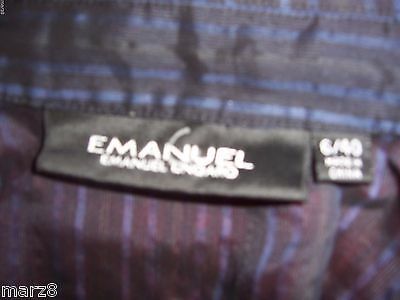 EMANUEL
EMANUEL UNGARO
6/40
MADE IN
CHINA
marz8